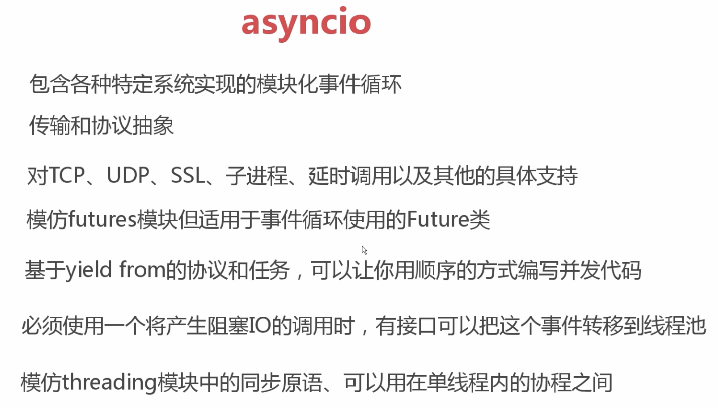 asyncio
包含各种特定系统实现的模块化事件循环
传输和协议抽象
对TCP、UDP、SSL、子进程、延时调用以及其他的具体支持
模仿futures模块但适用于事件循环使用的Future类
基于yield from的协议和任务，可以让你用顺序的方式编写并发代码
必须使用一个将产生阻塞IO的调用时，有接口可以把这个事件转移到线程池
模仿threading模块中的同步原语、可以用在单线程内的协程之间